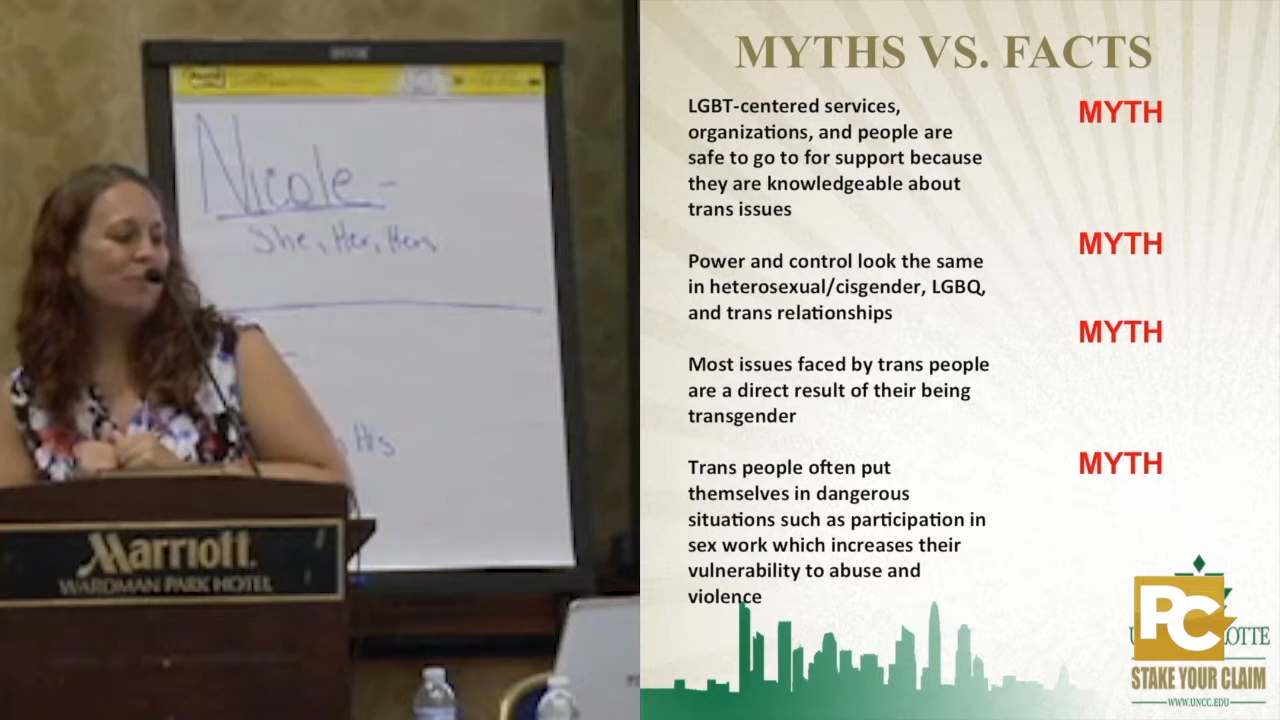 Nicole -
She, Her, Hers
His
Marriott
WARDMAN PARK HOTEL
MYTHS VS. FACTS
LGBT-centered services,
organizations, and people are
safe to go to for support because
they are knowledgeable about
trans issues
MYTH
Power and control look the same
in heterosexual/cisgender, LGBQ,
and trans relationships
MYTH
Most issues faced by trans people
are a direct result of their being
transgender
MYTH
Trans people often put
themselves in dangerous
situations such as participation in
sex work which increases their
vulnerability to abuse and
violence
MYTH
PC
STAKE YOUR CLAIM
WWW.UNCC.EDU